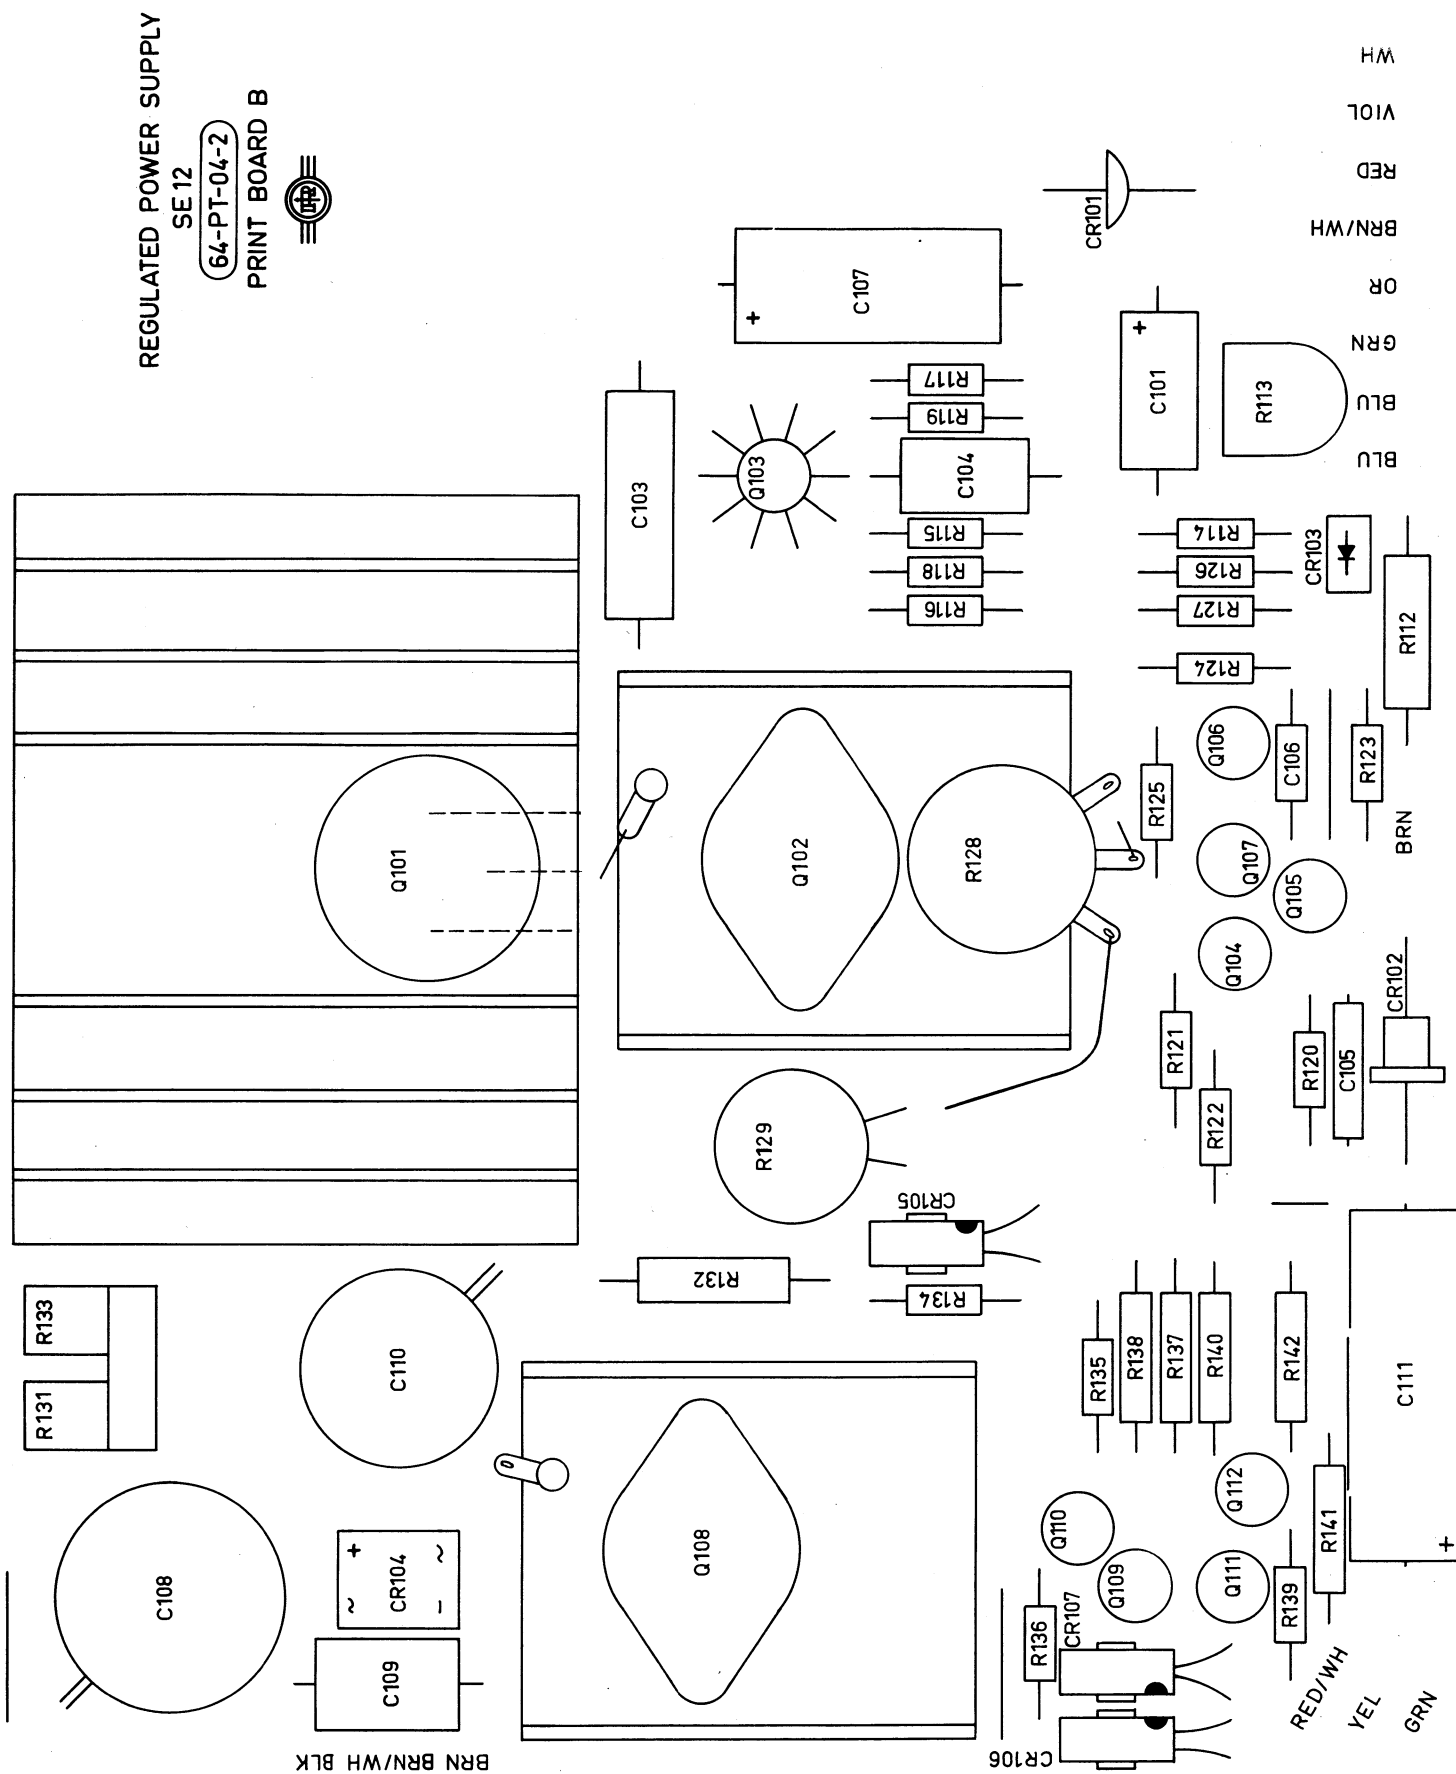 REGULATED POWER SUPPLY
SE 12
64-PT-04-2
PRINT BOARD B
WH
VIOL
RED
BRN/WH
OR
GRN
BLU
BLU
CR101
C107
+
C101
+
R113
R117
R119
C104
R115
R118
R116
C103
Q103
R114
R126
R127
R124
CR103
R112
Q101
Q102
R128
R125
Q106
C106
R123
Q107
Q105
Q104
BRN
R129
R121
R122
R120
C105
CR102
CR105
R132
R134
R133
R131
C110
C108
CR104
+
~
~
-
C109
Q108
R135
R138
R137
R140
R142
C111
+
Q112
R141
Q110
Q109
Q111
R139
R136
CR107
CR106
RED/WH
YEL
GRN
BRN BRN/WH BLK